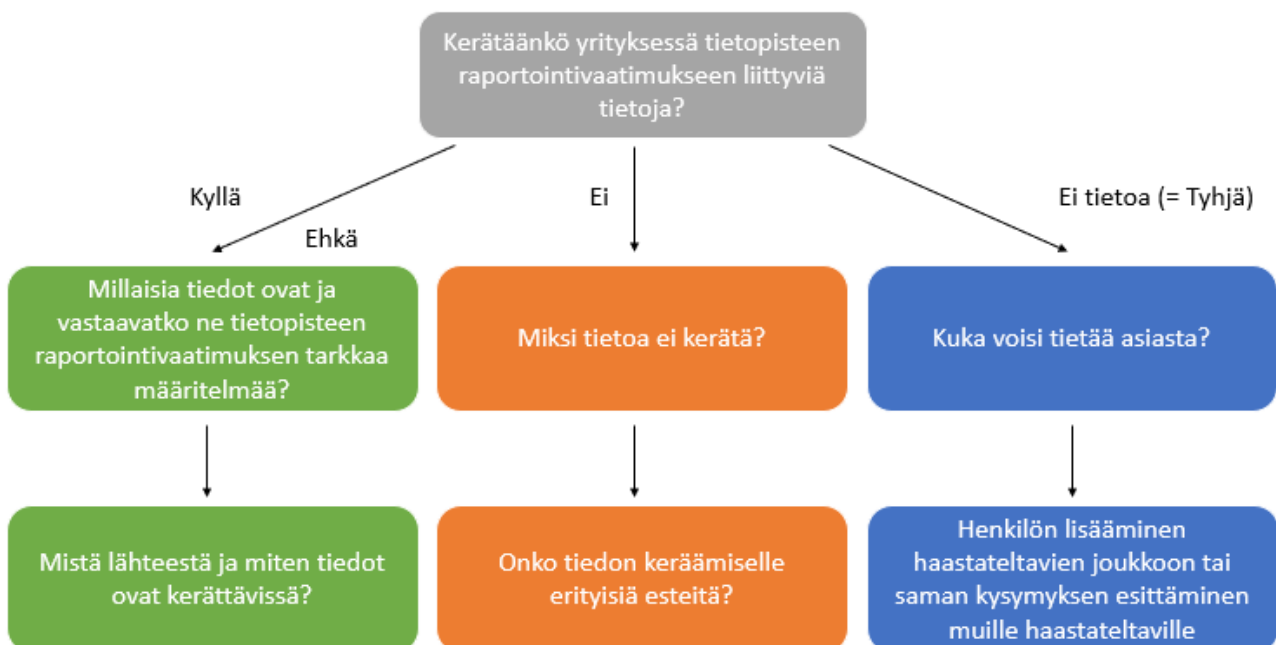 Kerätäänkö yrityksessä tietopisteen
raportointivaatimukseen liittyviä
tietoja?
Kyllä
Ehkä
Ei
Ei tietoa (= Tyhjä)
Millaisia tiedot ovat ja
vastaavatko ne tietopisteen
raportointivaatimuksen tarkkaa
määritelmää?
Miksi tietoa ei kerätä?
Kuka voisi tietää asiasta?
Mistä lähteestä ja miten tiedot
ovat kerättävissä?
Onko tiedon keräämiselle
erityisiä esteitä?
Henkilön lisääminen
haastateltavien joukkoon tai
saman kysymyksen esittäminen
muille haastateltaville